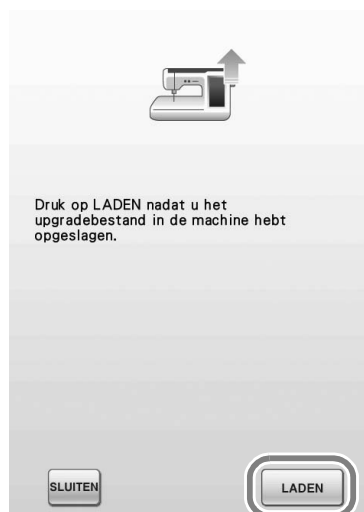 Druk op LADEN nadat u het
upgradebestand in de machine hebt
opgeslagen.
SLUITEN
LADEN